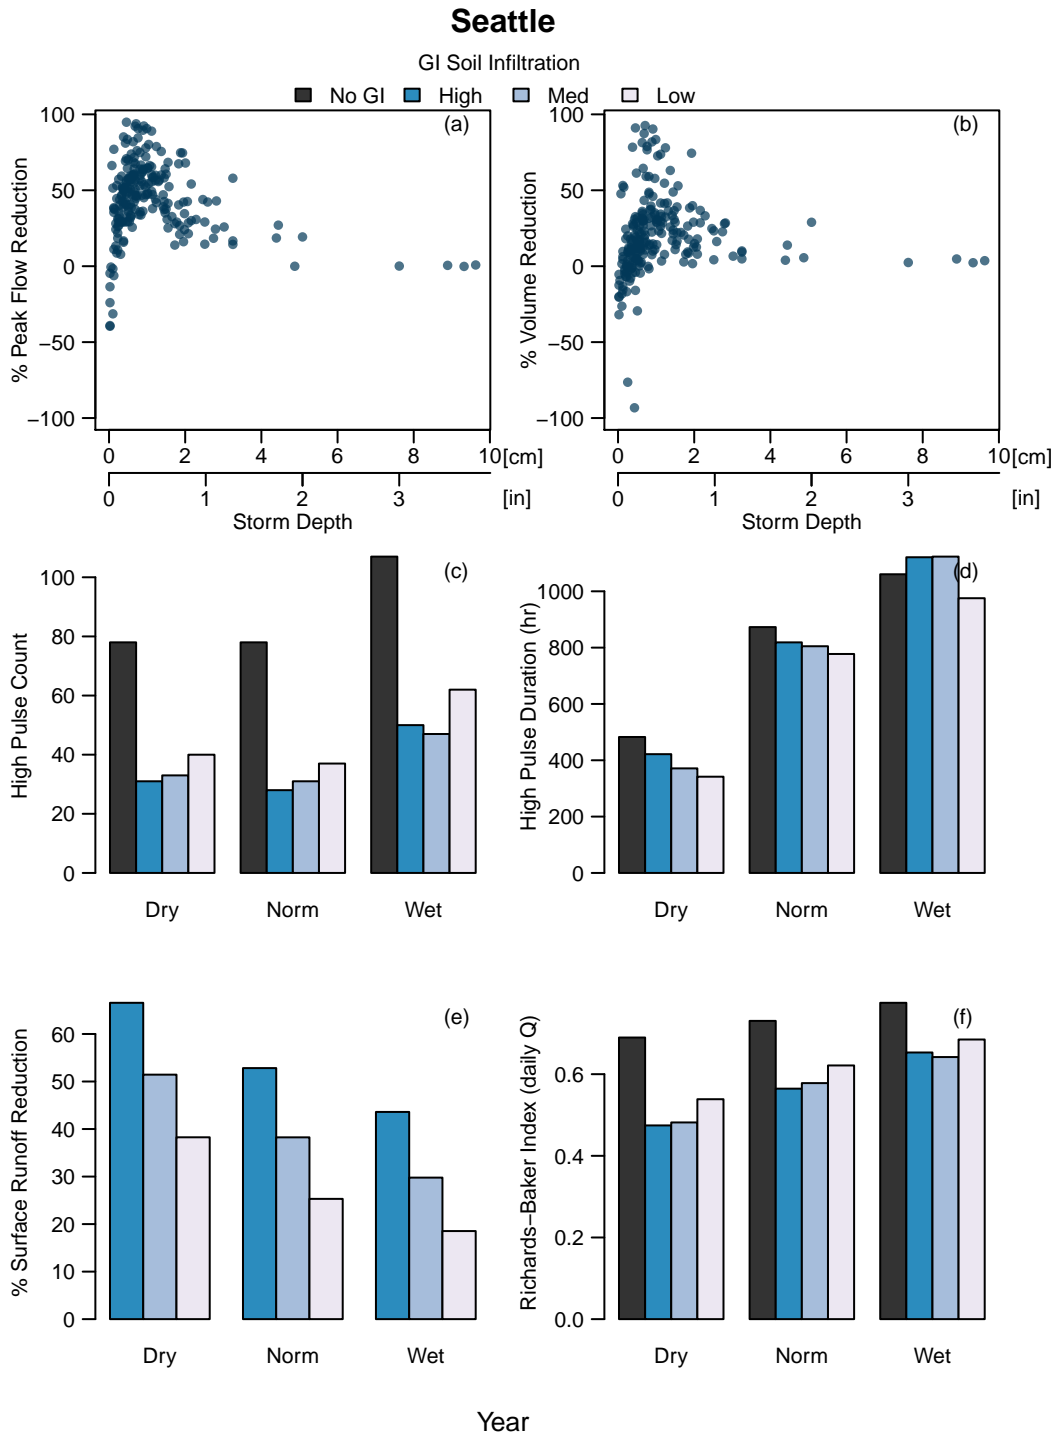 Seattle
GI Soil Infiltration
No GI High Med Low
% Peak Flow Reduction
100
50
0
−50
−100
(a)
0 2 4 6 8 10 [cm]
0 1 2 3 [in]
Storm Depth
% Volume Reduction
100
50
0
−50
−100
(b)
0 2 4 6 8 10 [cm]
0 1 2 3 [in]
Storm Depth
High Pulse Count
100
80
60
40
20
0
(c)
Dry Norm Wet
High Pulse Duration (hr)
1000
800
600
400
200
0
(d)
Dry Norm Wet
% Surface Runoff Reduction
60
50
40
30
20
10
0
(e)
Dry Norm Wet
Richards−Baker Index (daily Q)
0.6
0.4
0.2
0.0
(f)
Dry Norm Wet
Year